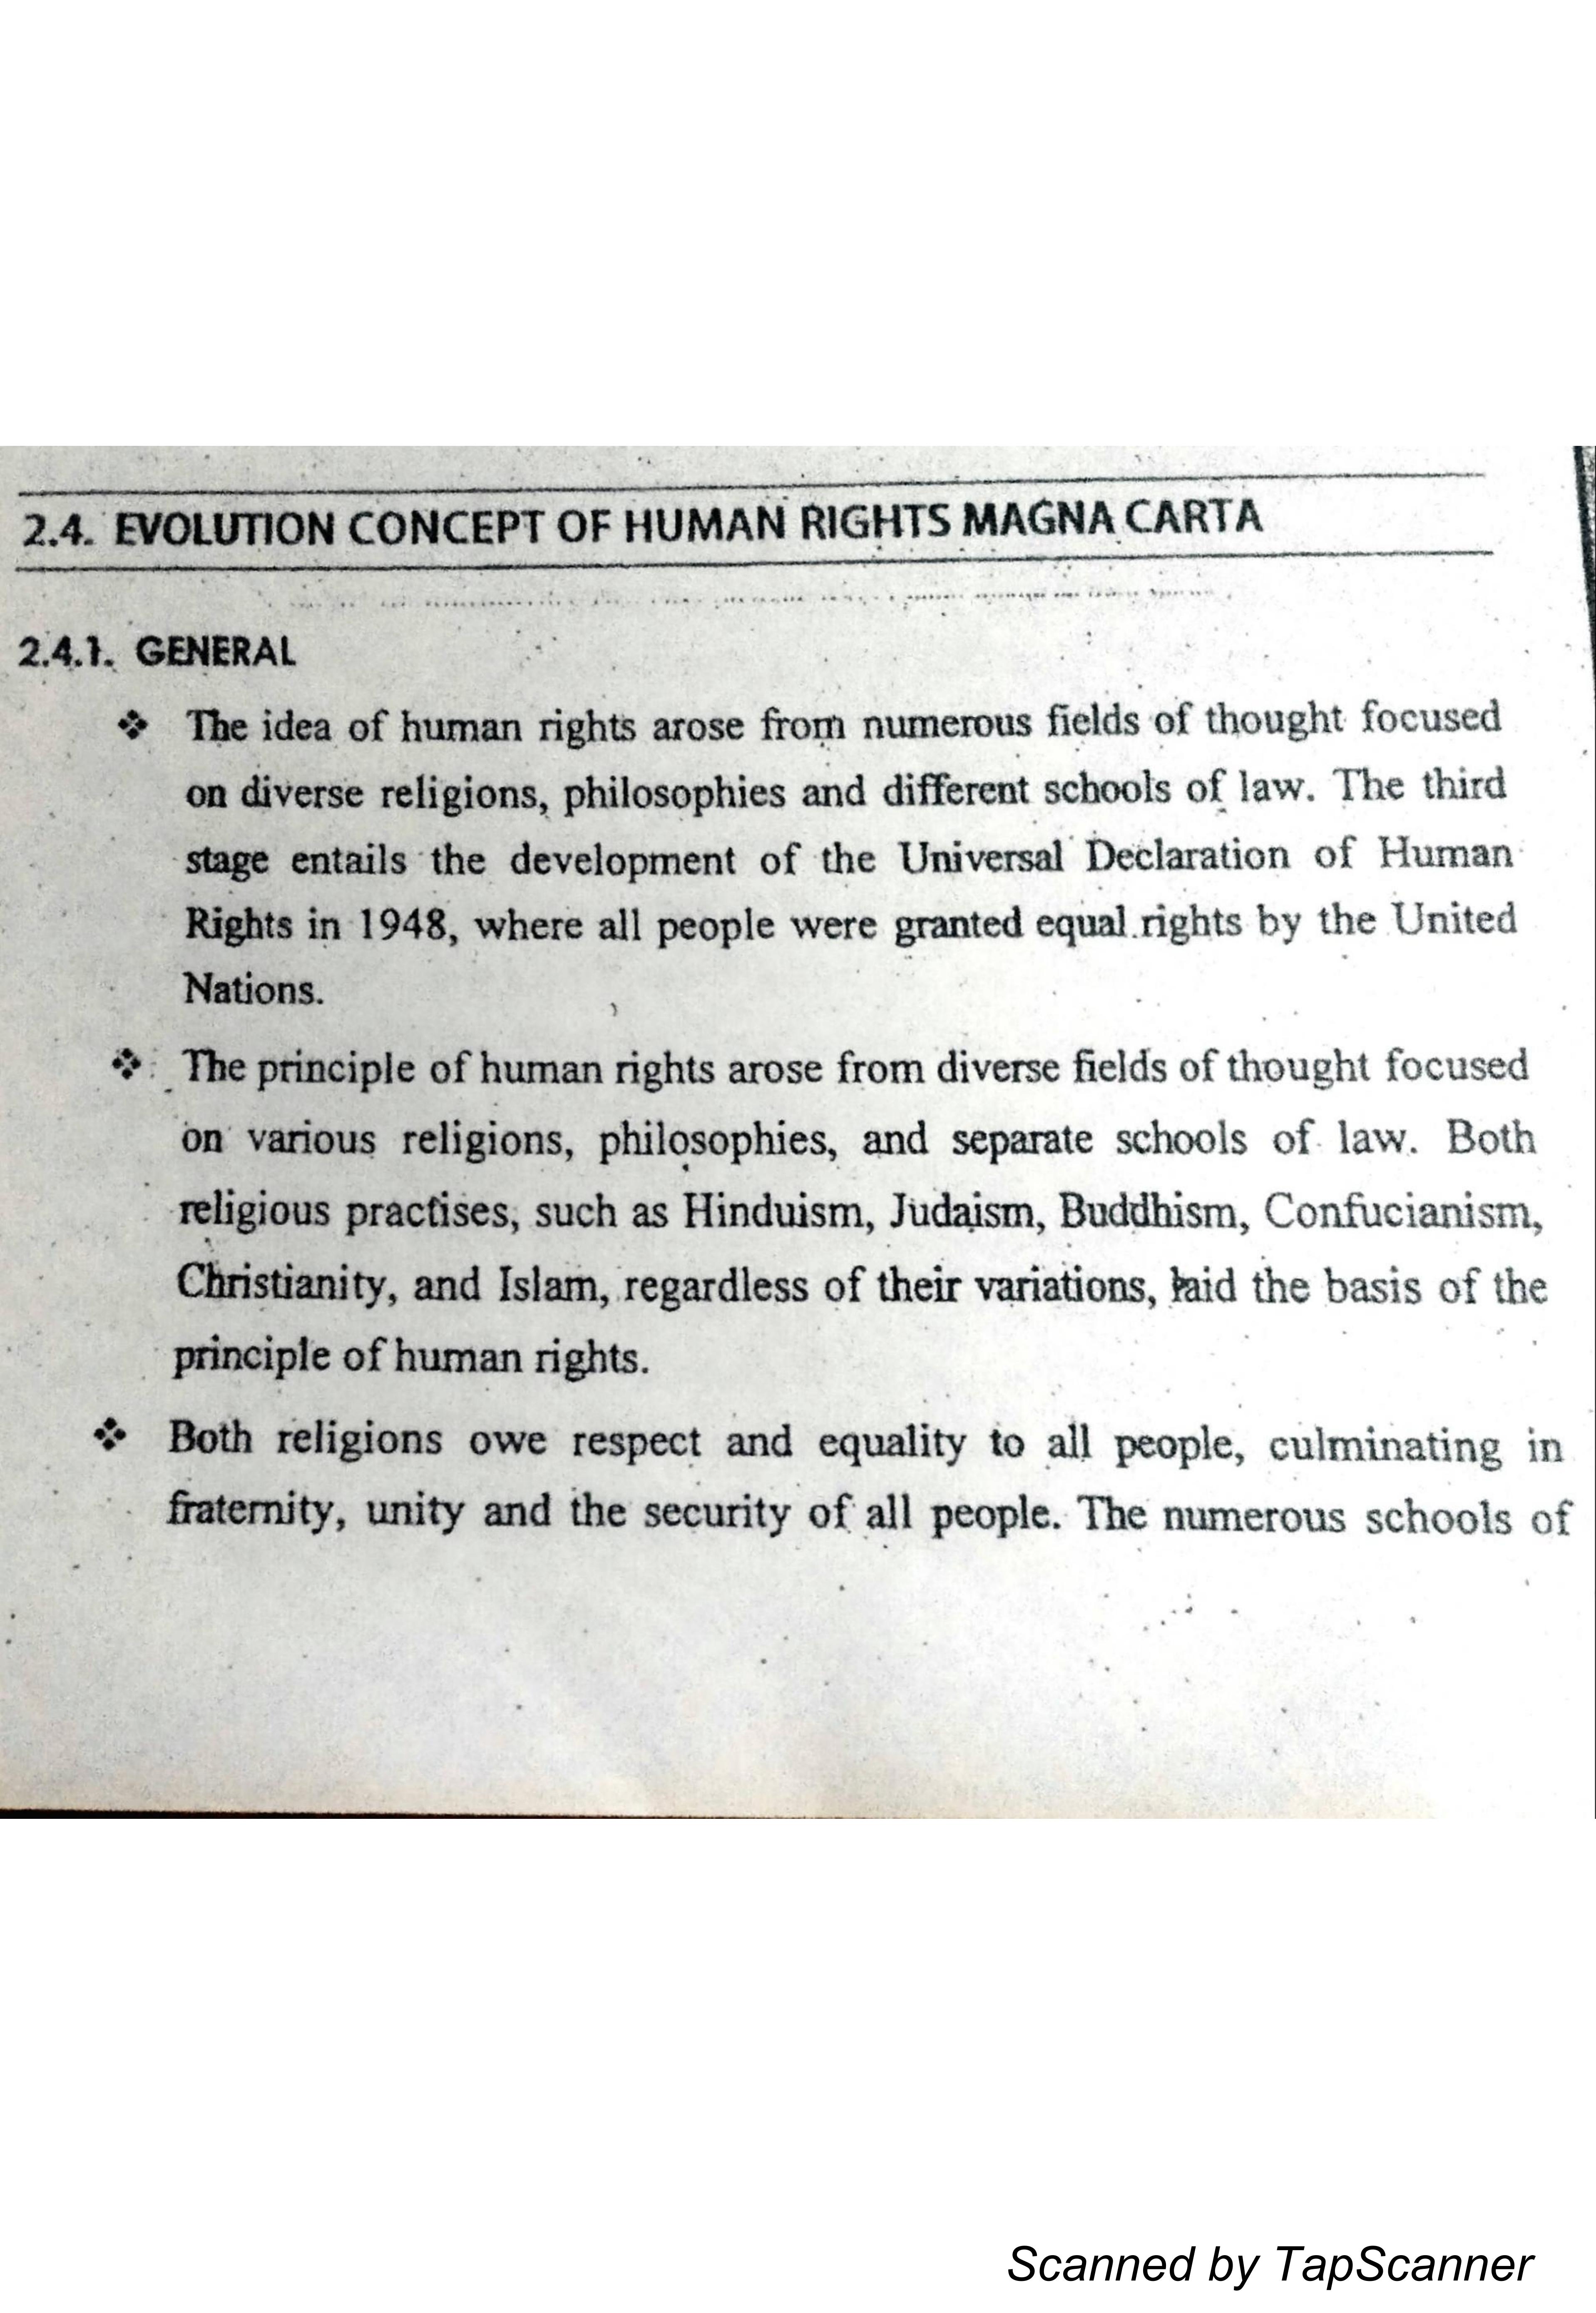 2.4. EVOLUTION CONCEPT OF HUMAN RIGHTS MAGNA CARTA
2.4.1. GENERAL
❖ The idea of human rights arose from numerous fields of thought focused
on diverse religions, philosophies and different schools of law. The third
stage entails the development of the Universal Declaration of Human
Rights in 1948, where all people were granted equal rights by the United
Nations.
❖ The principle of human rights arose from diverse fields of thought focused
on various religions, philosophies, and separate schools of law. Both
religious practises, such as Hinduism, Judaism, Buddhism, Confucianism,
Christianity, and Islam, regardless of their variations, laid the basis of the
principle of human rights.
❖ Both religions owe respect and equality to all people, culminating in
fraternity, unity and the security of all people. The numerous schools of
Scanned by TapScanner